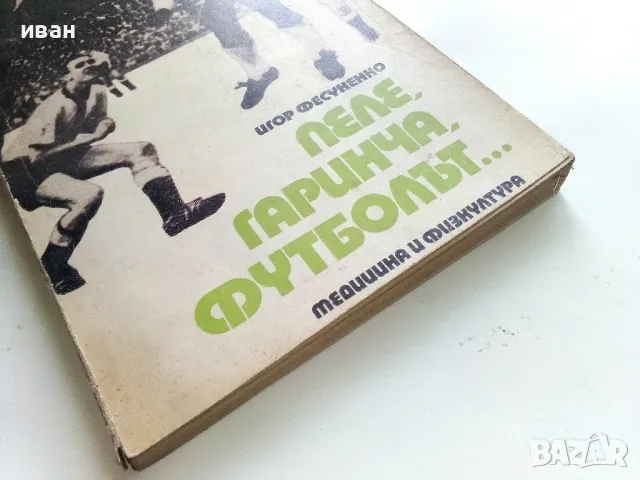 иван
ИГОР ФЕСУНЕНКО
ПЕЛЕ,
ГАРИНЧА,
ФУТБОЛЪТ...
МЕДИЦИНА И ФИЗКУЛТУРА
BAZAR